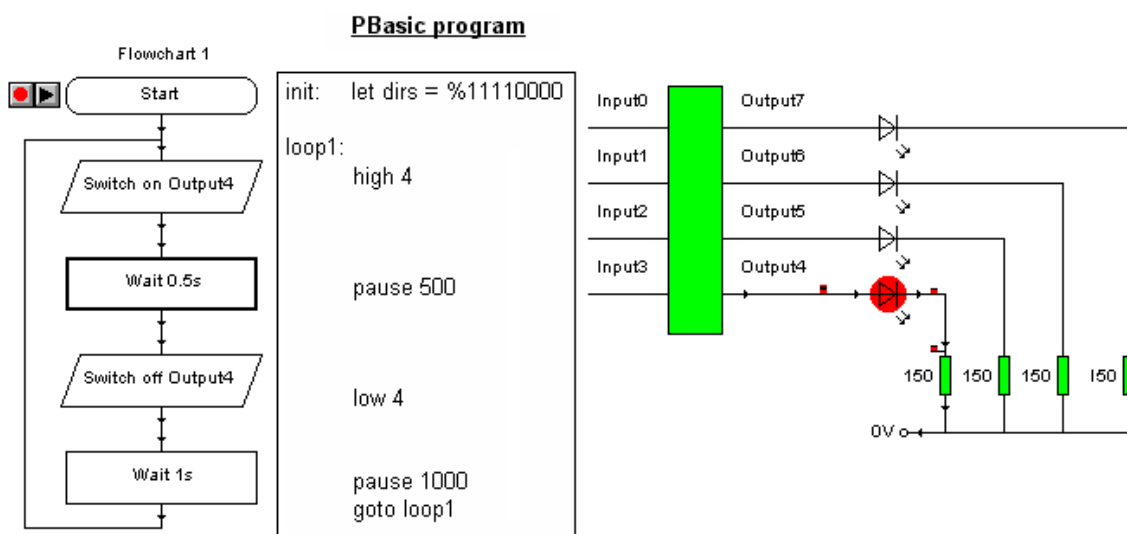 PBasic program
Flowchart 1
Start
Switch on Output4
Wait 0.5s
Switch off Output4
Wait 1s
init: let dirs = %11110000
loop1:
high 4
pause 500
low 4
pause 1000
goto loop1
Input0 Output7
Input1 Output6
Input2 Output5
Input3 Output4
150 150 150 150
0V